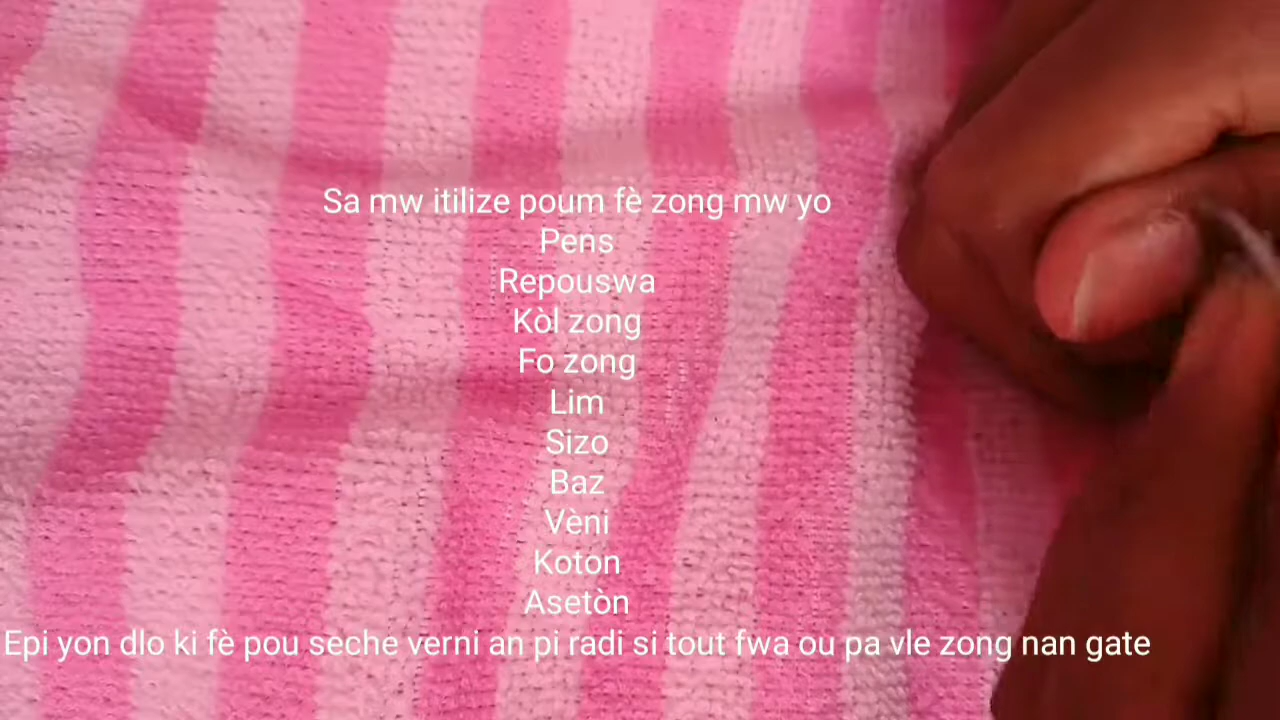 Sa mw itilize poum fè zong mw yo
Pens
Repouswa
Kòl zong
Fo zong
Lim
Sizo
Baz
Vèni
Koton
Asetòn
Epi yon dlo ki fè pou seche verni an pi radi si tout fwa ou pa vle zong nan gate